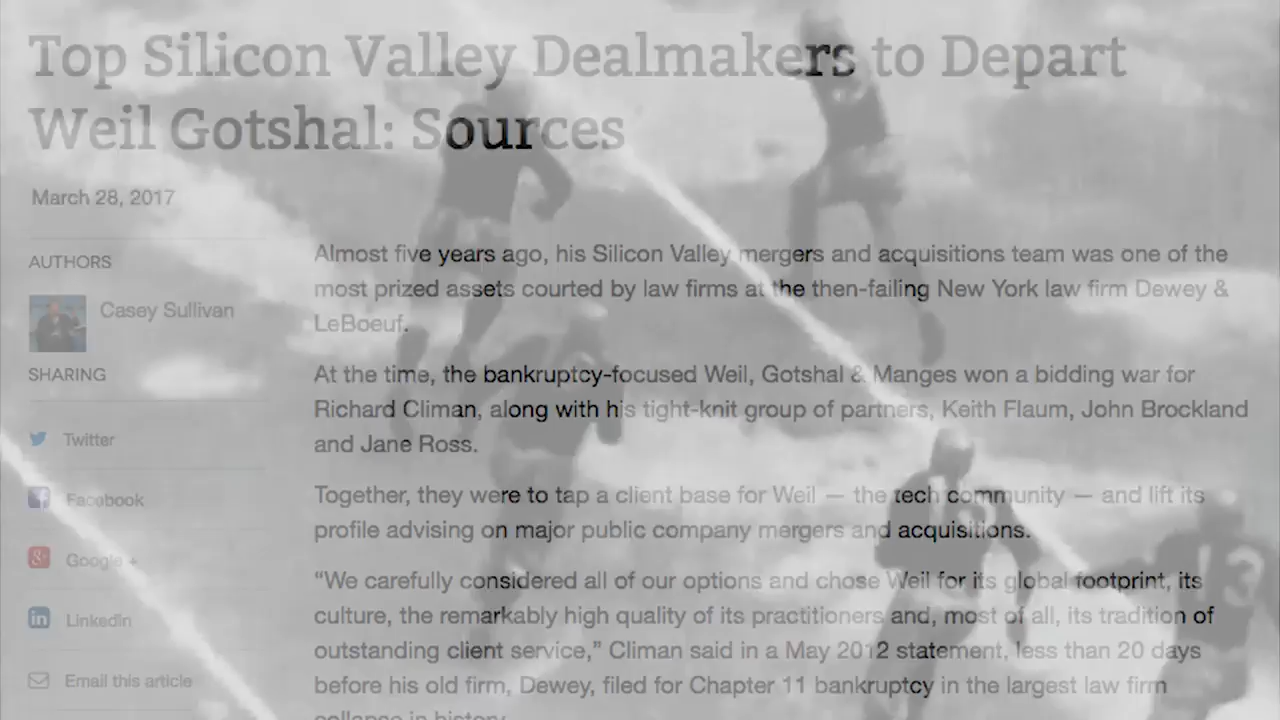 Top Silicon Valley Dealmakers to Depart
Weil Gotshal: Sources
March 28, 2017
AUTHORS
Casey Sullivan
SHARING
Twitter
Facebook
Google +
LinkedIn
Email this article
Almost five years ago, his Silicon Valley mergers and acquisitions team was one of the
most prized assets courted by law firms at the then-failing New York law firm Dewey &
LeBoeuf.
At the time, the bankruptcy-focused Weil, Gotshal & Manges won a bidding war for
Richard Climan, along with his tight-knit group of partners, Keith Flaum, John Brockland
and Jane Ross.
Together, they were to tap a client base for Weil — the tech community — and lift its
profile advising on major public company mergers and acquisitions.
“We carefully considered all of our options and chose Weil for its global footprint, its
culture, the remarkably high quality of its practitioners and, most of all, its tradition of
outstanding client service,” Climan said in a May 2012 statement, less than 20 days
before his old firm, Dewey, filed for Chapter 11 bankruptcy in the largest law firm
collapse in history.
13